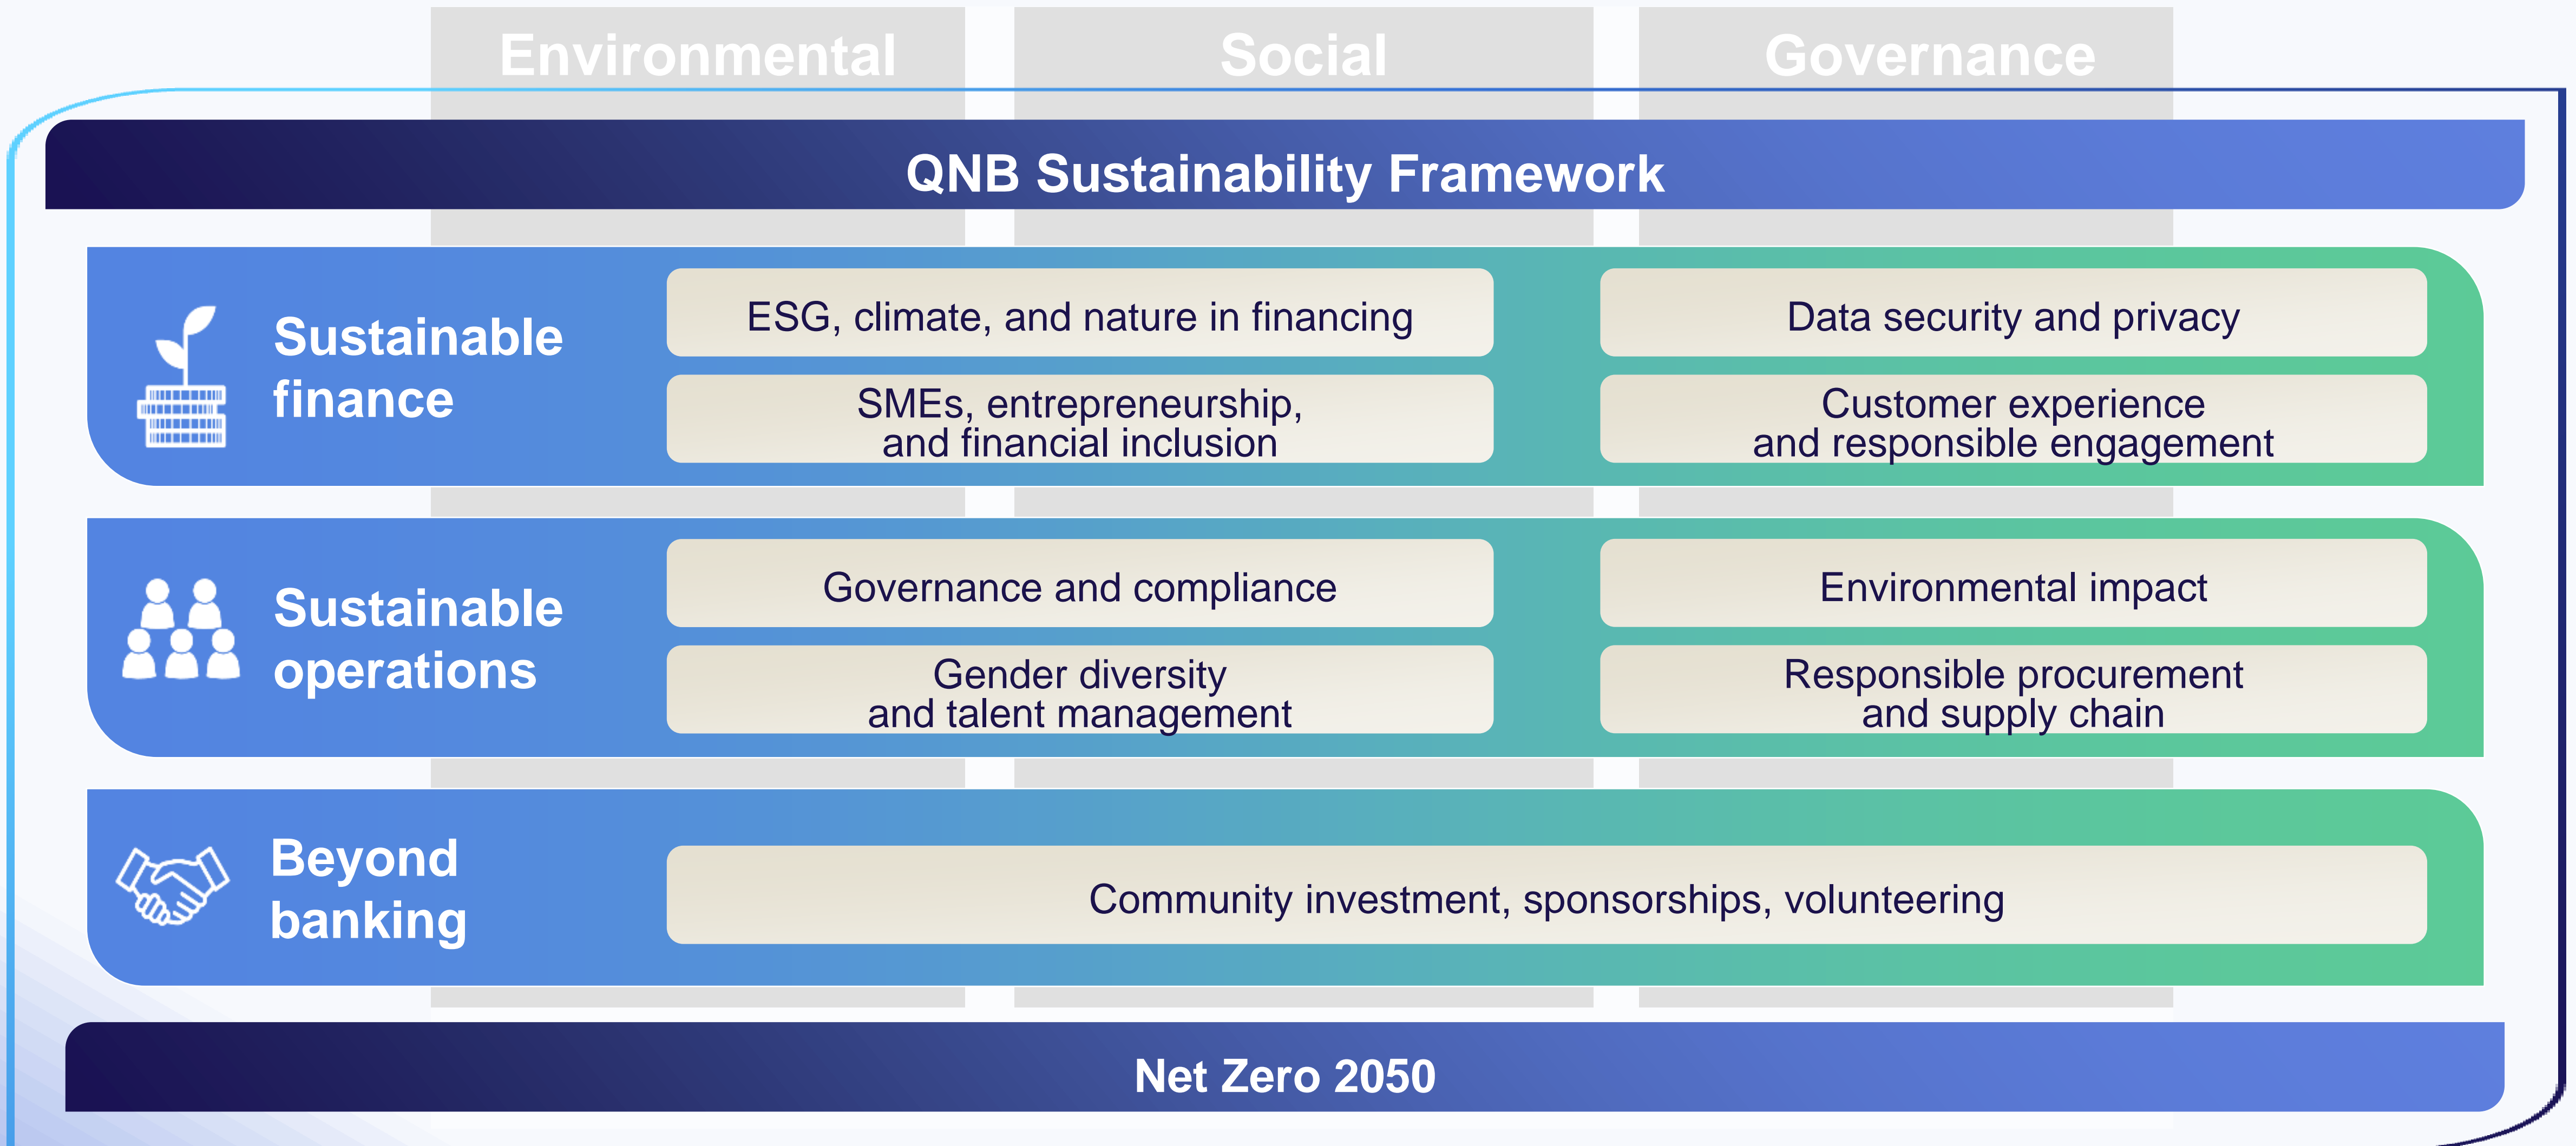 Environmental
Social
Governance
QNB Sustainability Framework
Sustainable
finance
ESG, climate, and nature in financing
Data security and privacy
SMEs, entrepreneurship,
and financial inclusion
Customer experience
and responsible engagement
Sustainable
operations
Governance and compliance
Environmental impact
Gender diversity
and talent management
Responsible procurement
and supply chain
Beyond
banking
Community investment, sponsorships, volunteering
Net Zero 2050